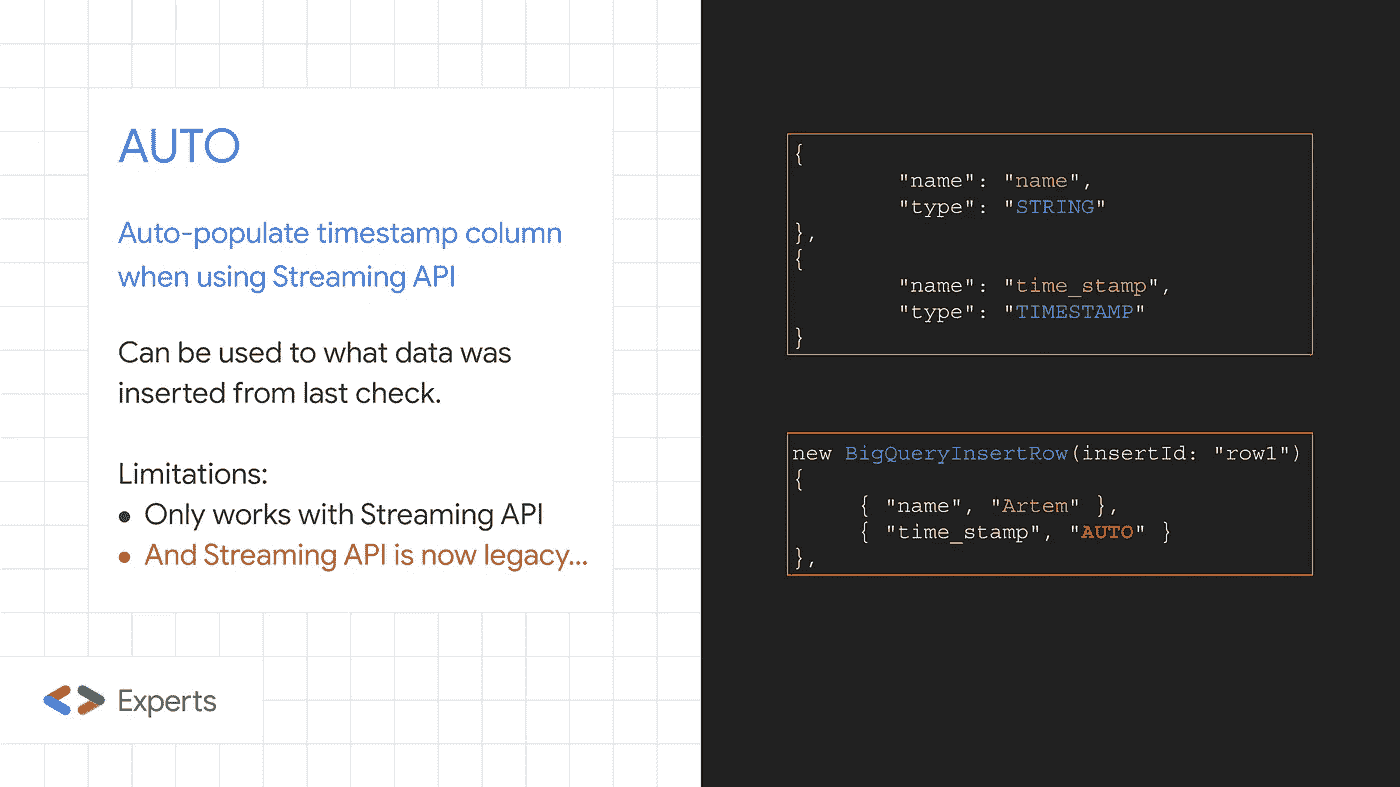 AUTO
Auto-populate timestamp column
when using Streaming API
Can be used to what data was
inserted from last check.
Limitations:
● Only works with Streaming API
● And Streaming API is now legacy...
<> Experts
{
"name": "name",
"type": "STRING"
},
{
"name": "time_stamp",
"type": "TIMESTAMP"
}
new BigQueryInsertRow(insertId: "row1")
{
{ "name", "Artem" },
{ "time_stamp", "AUTO" }
},